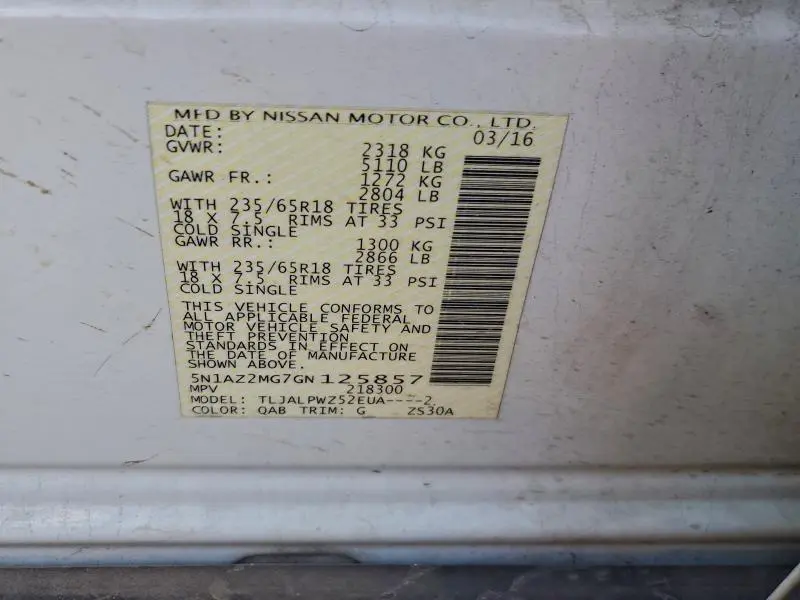 MFD BY NISSAN MOTOR CO., LTD.
DATE: 03/16
GVWR: 2318 KG
5110 LB
GAWR FR.: 1272 KG
2804 LB
WITH 235/65R18 TIRES
18 X 7.5 RIMS AT 33 PSI
COLD SINGLE
GAWR RR.: 1300 KG
2866 LB
WITH 235/65R18 TIRES
18 X 7.5 RIMS AT 33 PSI
COLD SINGLE
THIS VEHICLE CONFORMS TO
ALL APPLICABLE FEDERAL
MOTOR VEHICLE SAFETY AND
THEFT PREVENTION
STANDARDS IN EFFECT ON
THE DATE OF MANUFACTURE
SHOWN ABOVE.
5N1AZ2MG7GN125857
MPV 218300
MODEL: TLJALPWZ52EUA----2
COLOR: QAB TRIM: G ZS30A